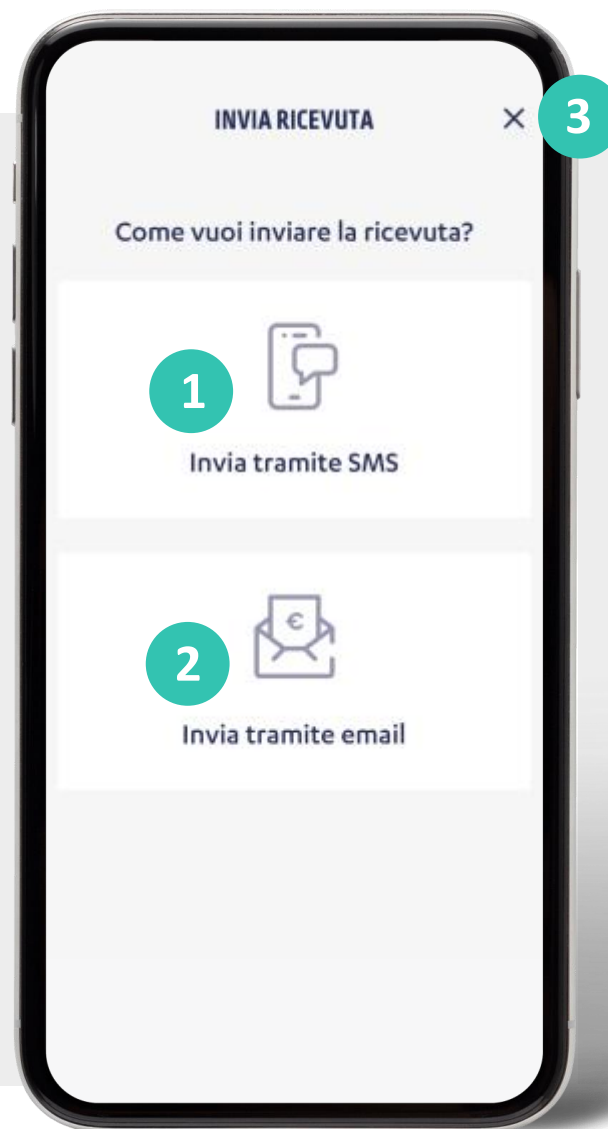 INVIA RICEVUTA
3
Come vuoi inviare la ricevuta?
1
Invia tramite SMS
€
2
Invia tramite email